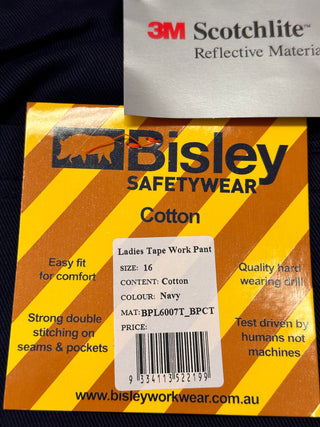 3M Scotchlite™
Reflective Materia
Bisley
SAFETYWEAR
Cotton
Easy fit
for comfort
Strong double
stitching on
seams & pockets
Ladies Tape Work Pant
SIZE: 16
CONTENT: Cotton
COLOUR: Navy
MAT: BPL6007T_BPCT
PRICE:
9 334113 522199
Quality hard
wearing drill
Test driven by
humans not
machines
www.bisleyworkwear.com.au